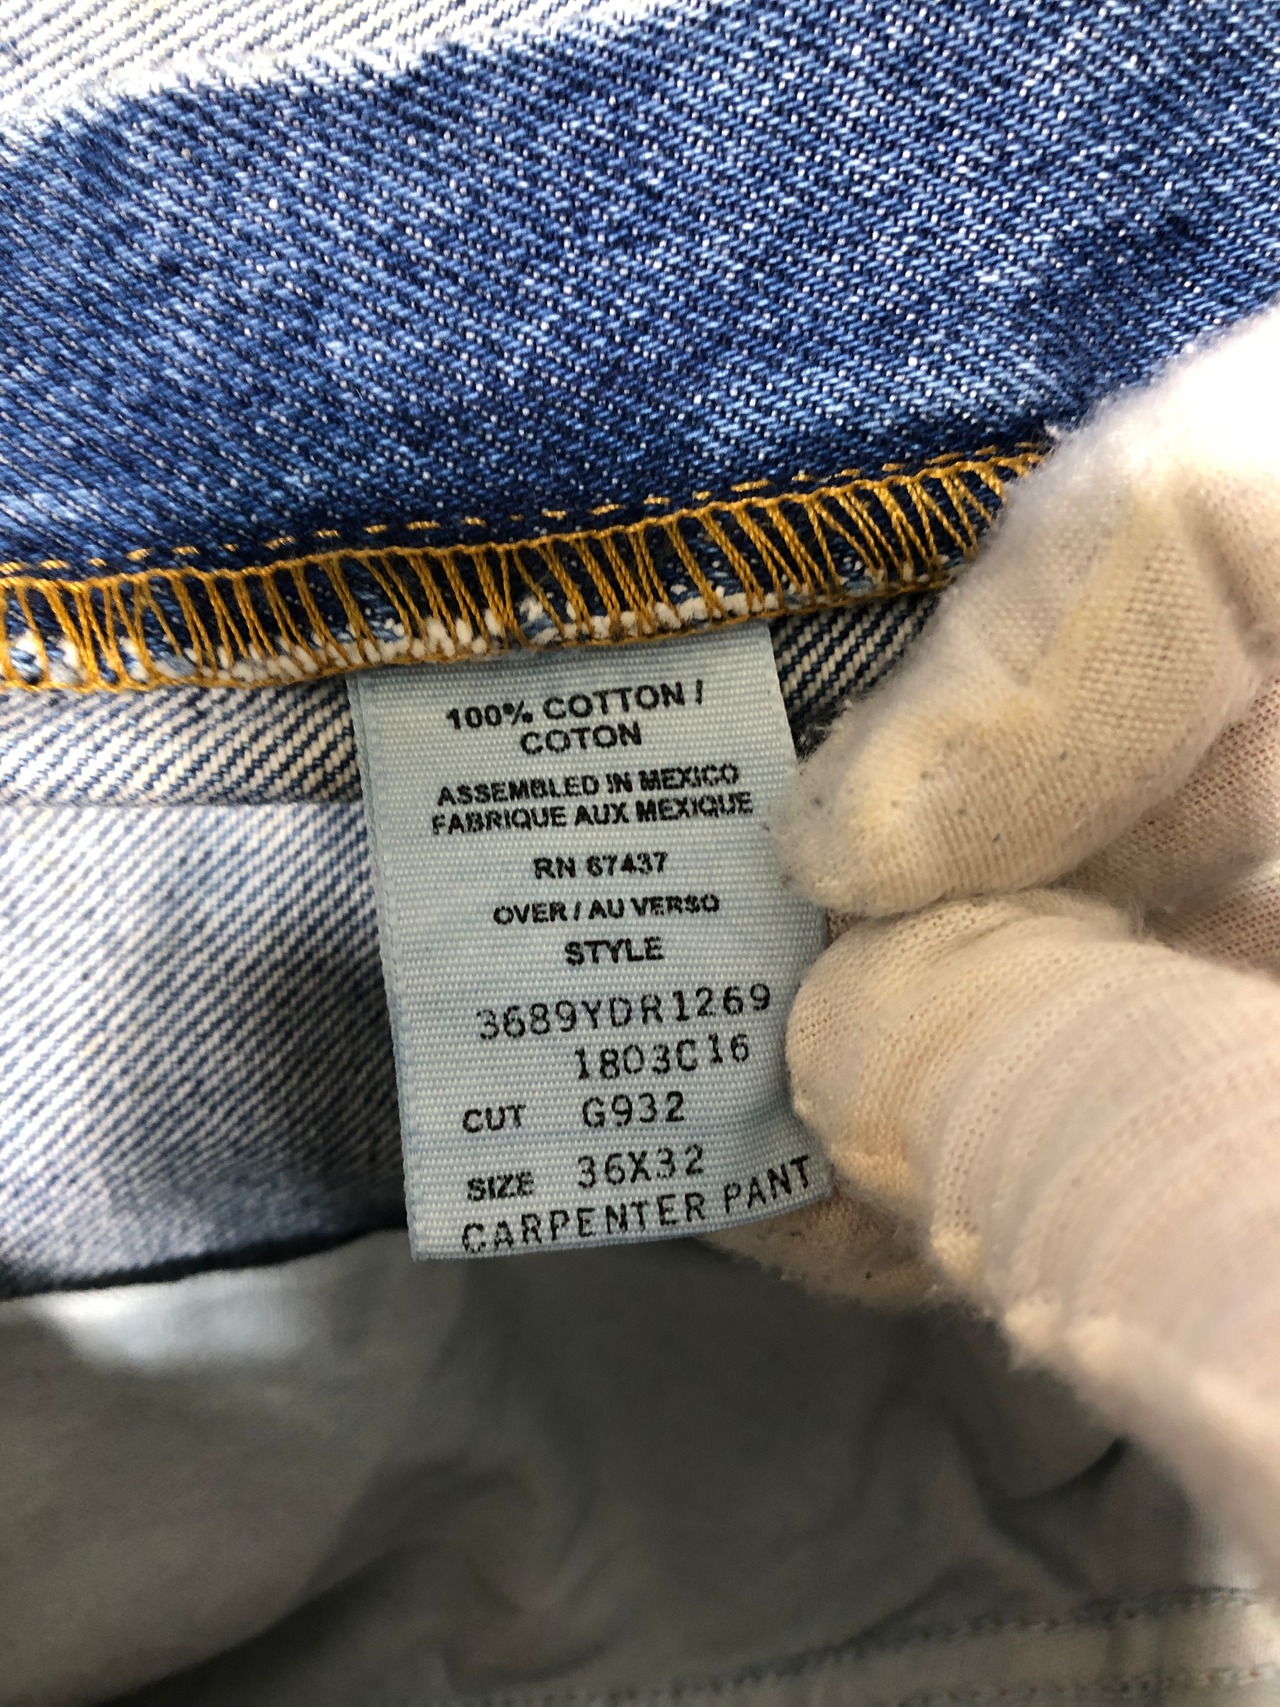 100% COTTON /
COTON
ASSEMBLED IN MEXICO
FABRIQUE AUX MEXIQUE
RN 67437
OVER / AU VERSO
STYLE
3689YDR1269
1803C16
CUT G932
SIZE 36X32
CARPENTER PANT